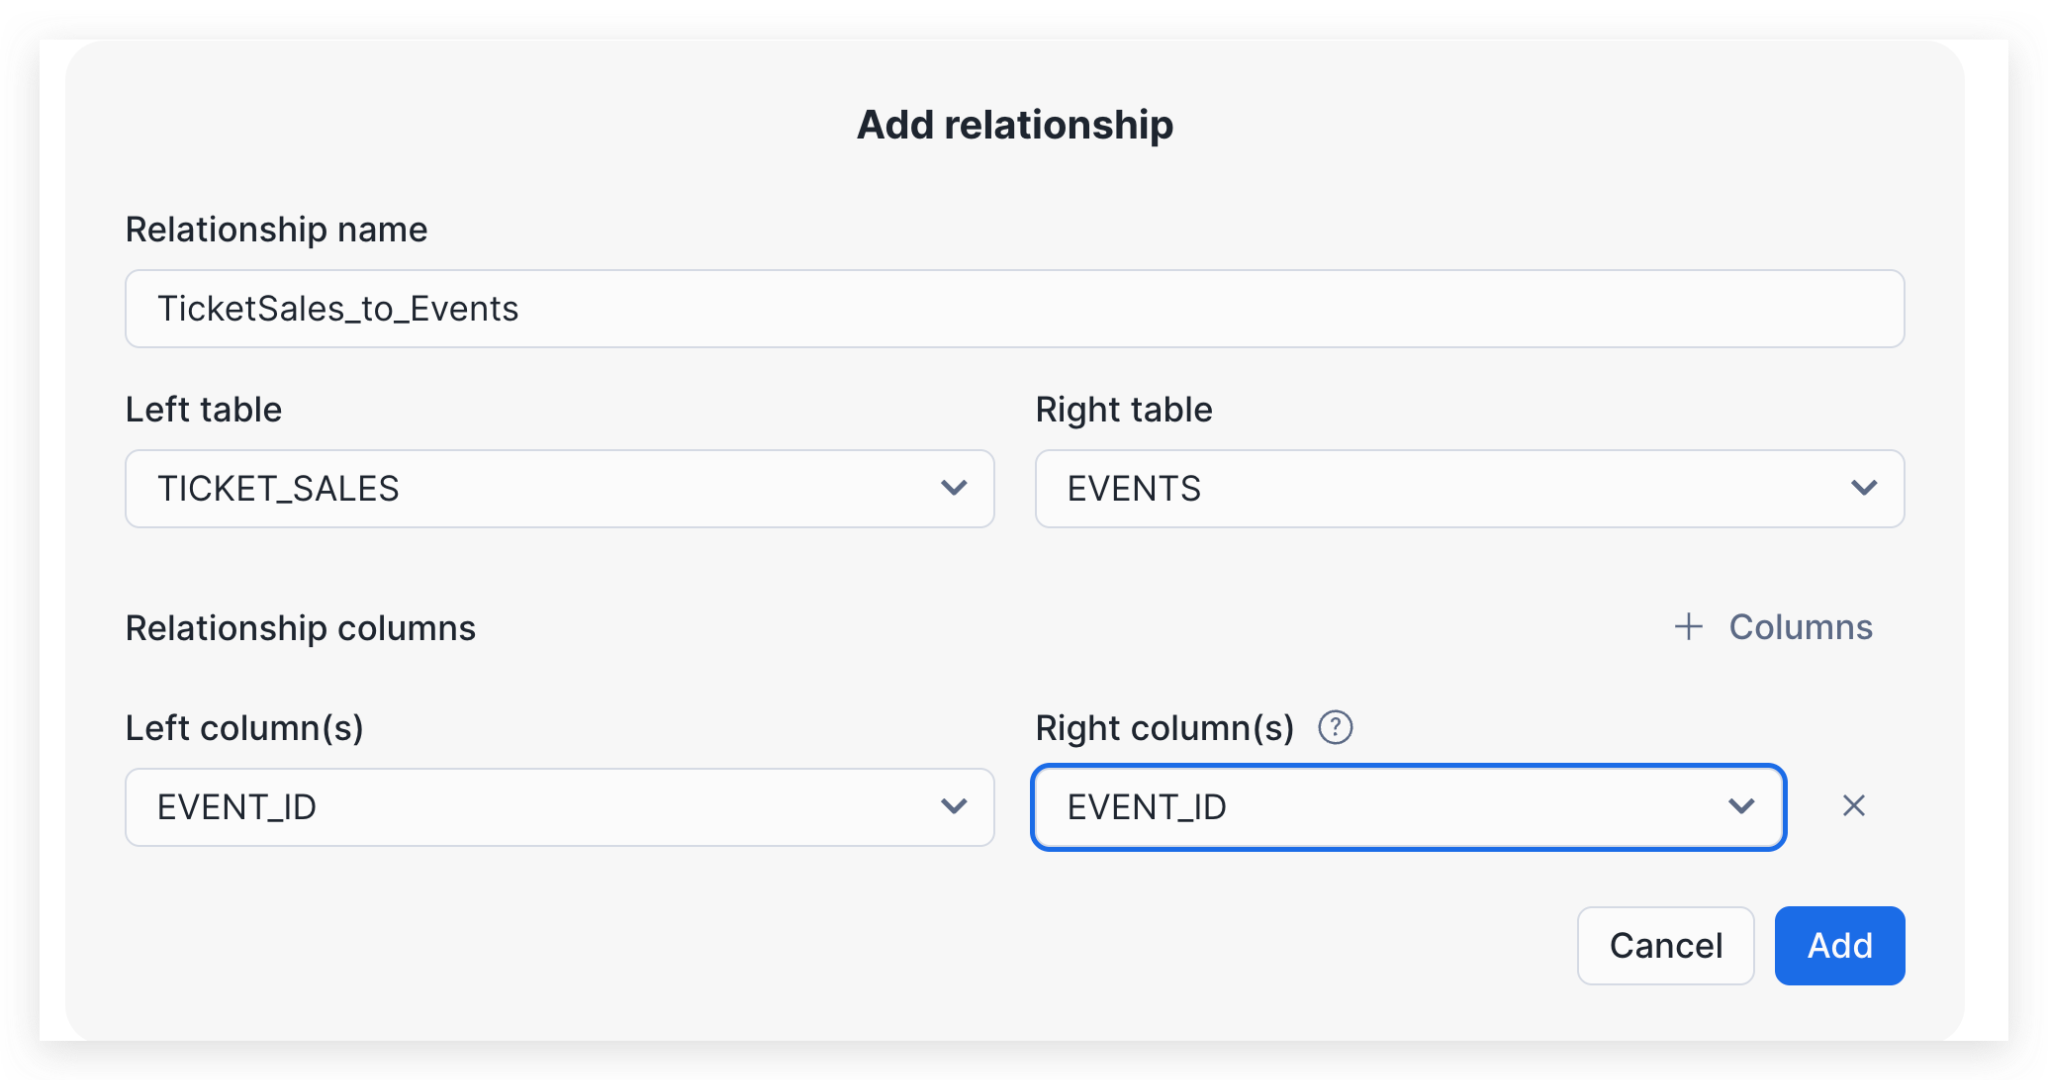 Add relationship
Relationship name
TicketSales_to_Events
Left table
Right table
TICKET_SALES
EVENTS
Relationship columns
+ Columns
Left column(s)
Right column(s) ?
EVENT_ID
EVENT_ID
Cancel
Add